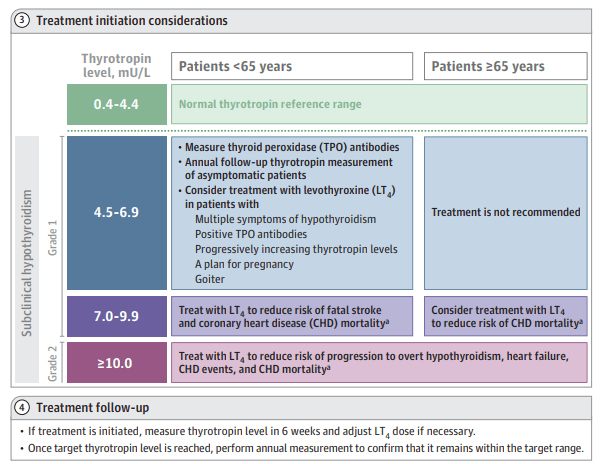 3 Treatment initiation considerations
Thyrotropin
level, mU/L
Patients <65 years
Patients ≥65 years
0.4-4.4
Normal thyrotropin reference range
Subclinical hypothyroidism
Grade 1
4.5-6.9
• Measure thyroid peroxidase (TPO) antibodies
• Annual follow-up thyrotropin measurement
of asymptomatic patients
• Consider treatment with levothyroxine (LT4)
in patients with
Multiple symptoms of hypothyroidism
Positive TPO antibodies
Progressively increasing thyrotropin levels
A plan for pregnancy
Goiter
Treatment is not recommended
7.0-9.9
Treat with LT4 to reduce risk of fatal stroke
and coronary heart disease (CHD) mortalityᵃ
Consider treatment with LT4
to reduce risk of CHD mortalityᵃ
Grade 2
≥10.0
Treat with LT4 to reduce risk of progression to overt hypothyroidism, heart failure,
CHD events, and CHD mortalityᵃ
4 Treatment follow-up
• If treatment is initiated, measure thyrotropin level in 6 weeks and adjust LT4 dose if necessary.
• Once target thyrotropin level is reached, perform annual measurement to confirm that it remains within the target range.